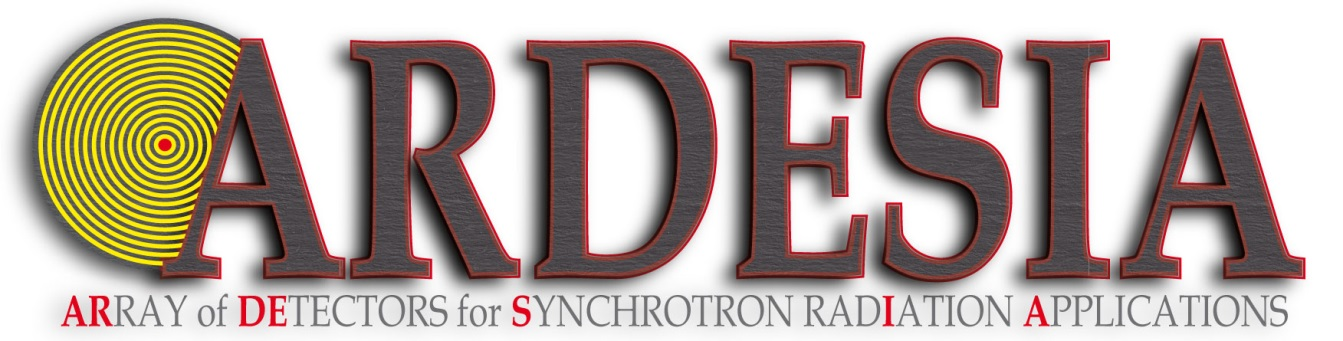 ARDESIA
ARRAY of DETECTORS for SYNCHROTRON RADIATION APPLICATIONS